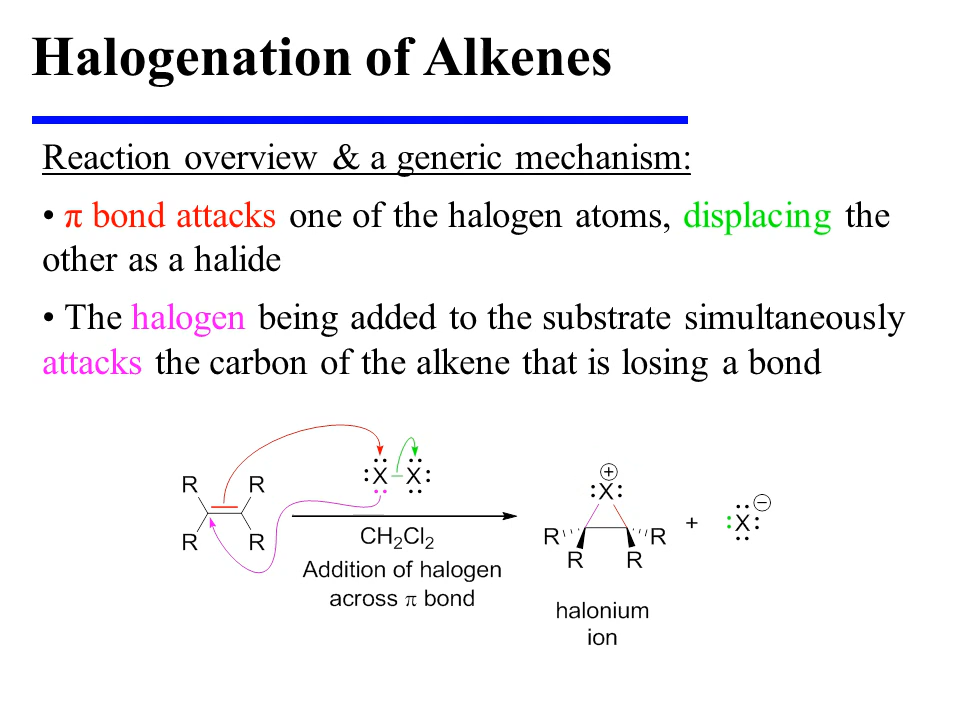 Halogenation of Alkenes
Reaction overview & a generic mechanism:
• π bond attacks one of the halogen atoms, displacing the
other as a halide
• The halogen being added to the substrate simultaneously
attacks the carbon of the alkene that is losing a bond
R R
R R
X X
CH₂Cl₂
Addition of halogen
across π bond
+
X
R R
R R
halonium
ion
+
X
−